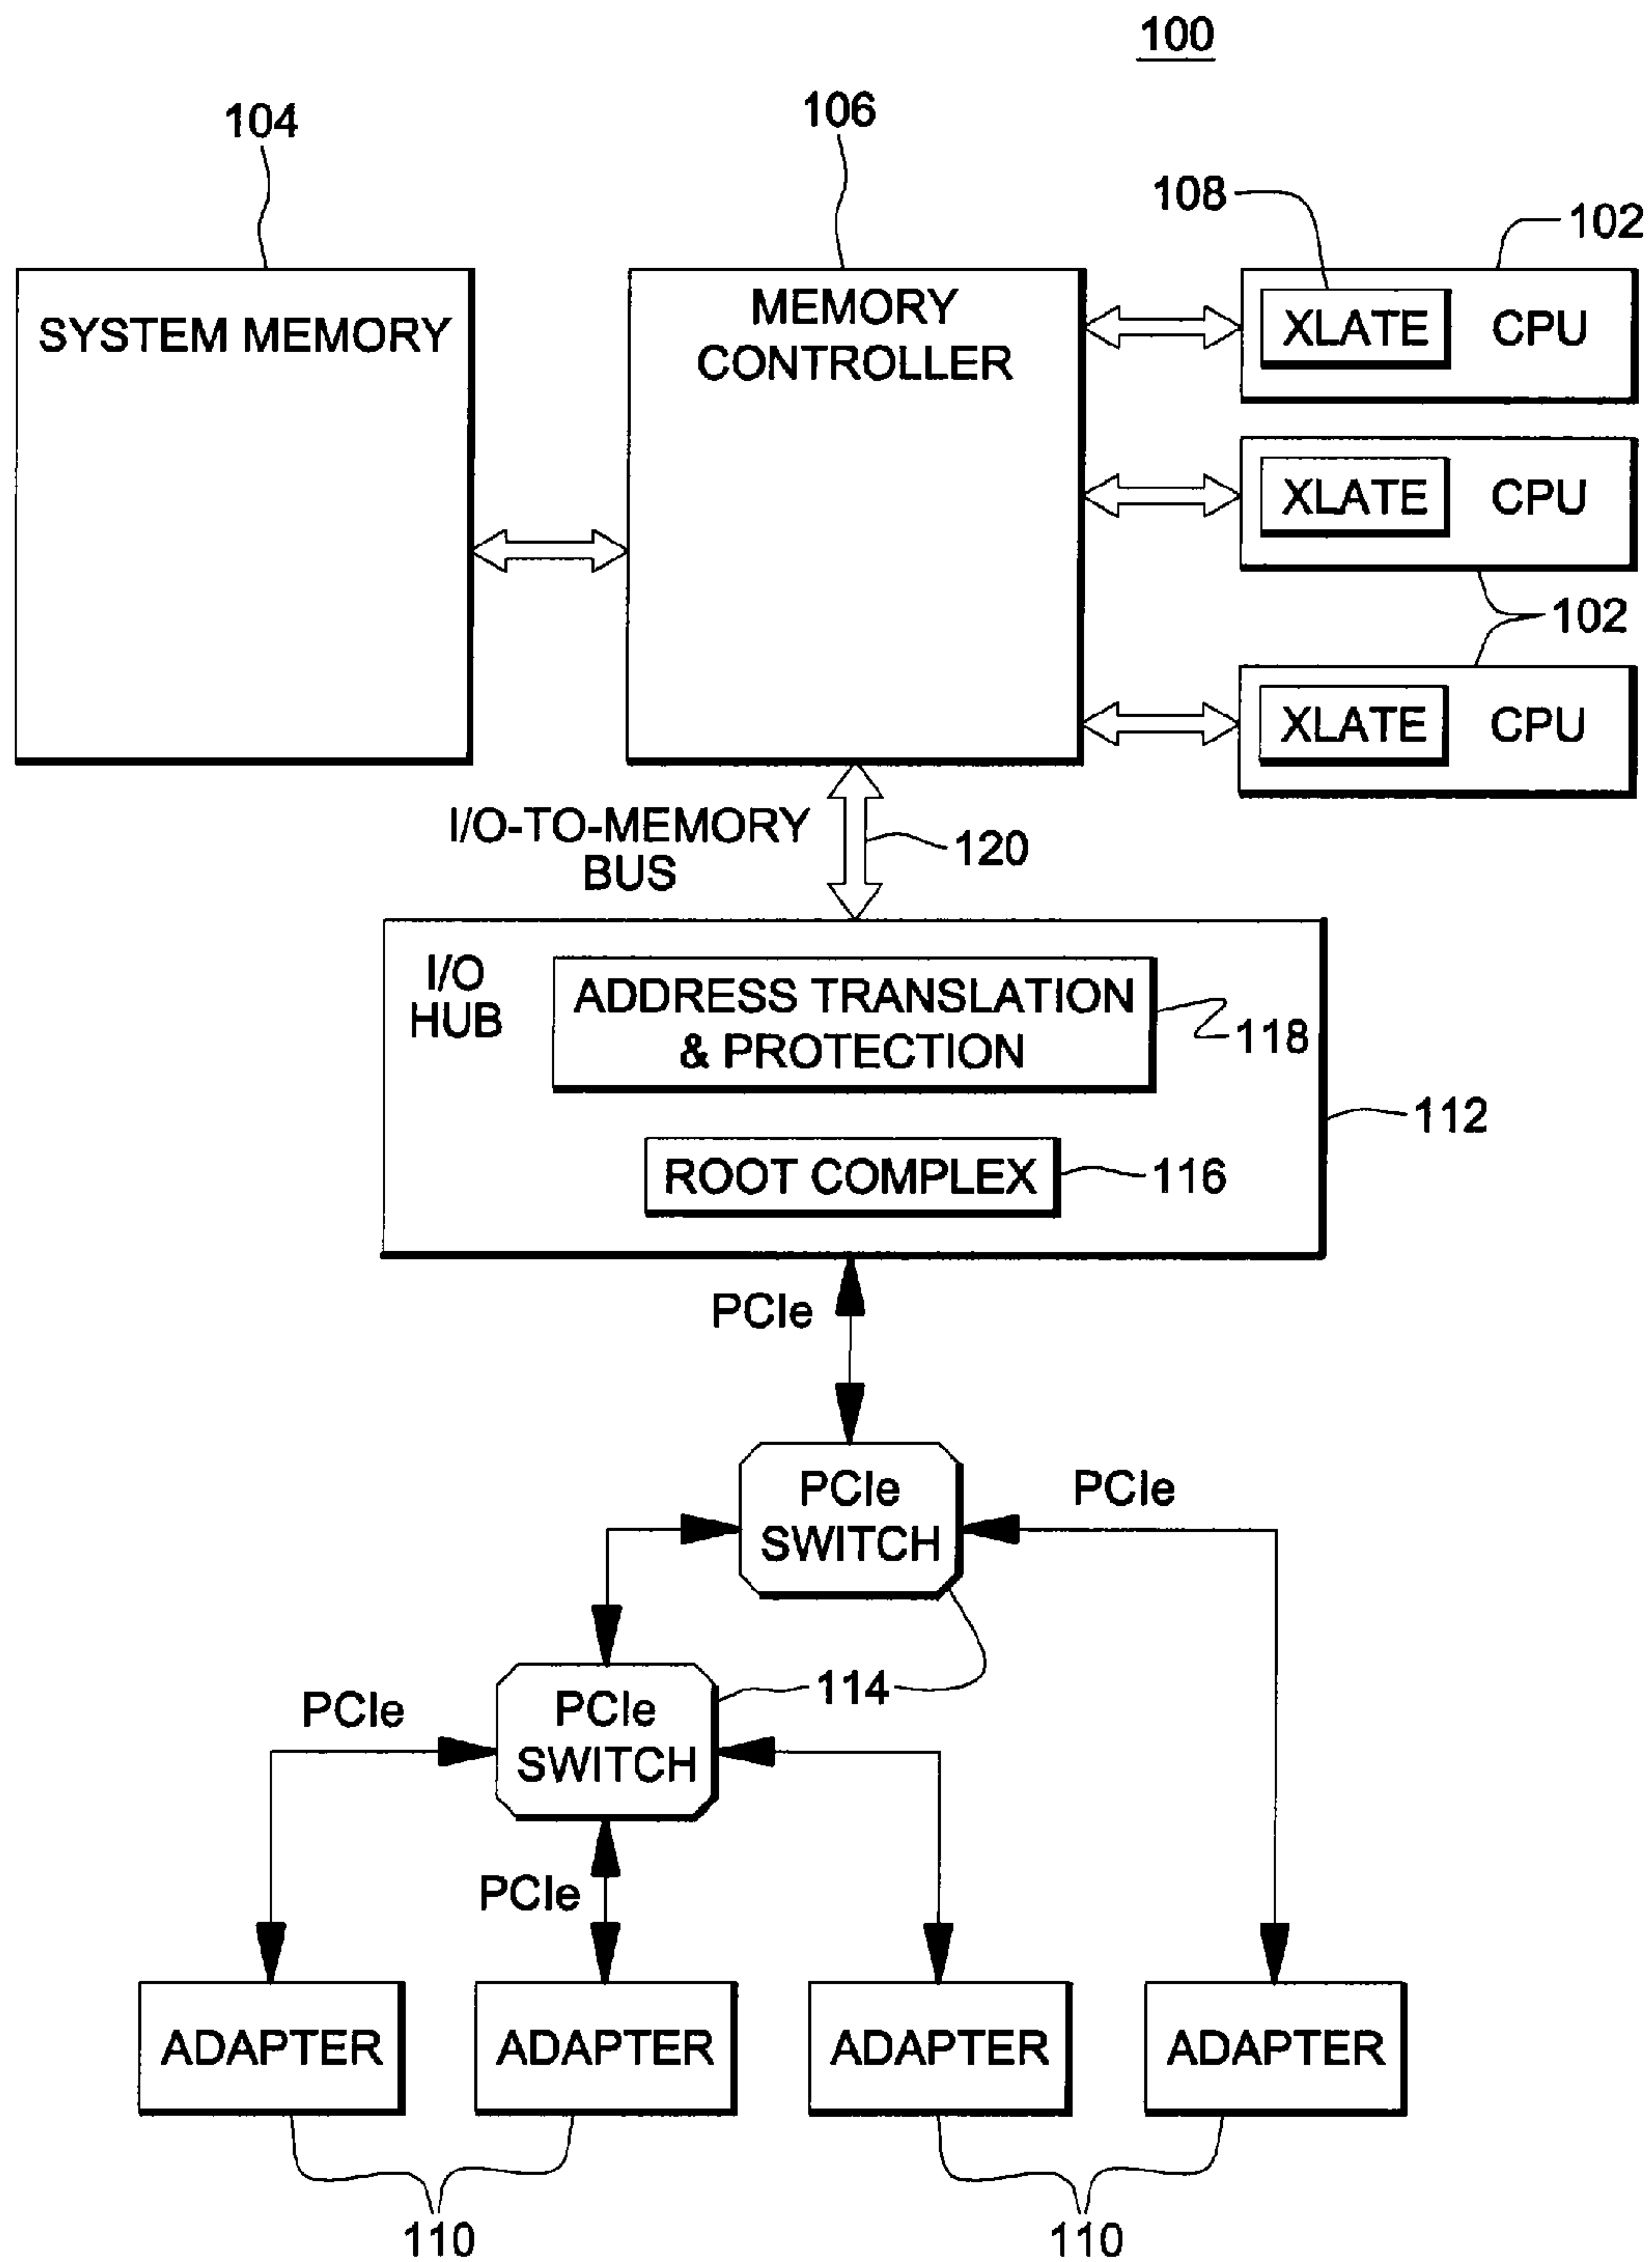 100
104
106
108
102
SYSTEM MEMORY
MEMORY
CONTROLLER
XLATE
CPU
XLATE
CPU
102
XLATE
CPU
I/O-TO-MEMORY
BUS
120
I/O
HUB
ADDRESS TRANSLATION
& PROTECTION
118
112
ROOT COMPLEX
116
PCIe
PCIe
SWITCH
PCIe
114
PCIe
PCIe
SWITCH
PCIe
ADAPTER
ADAPTER
ADAPTER
ADAPTER
110
110